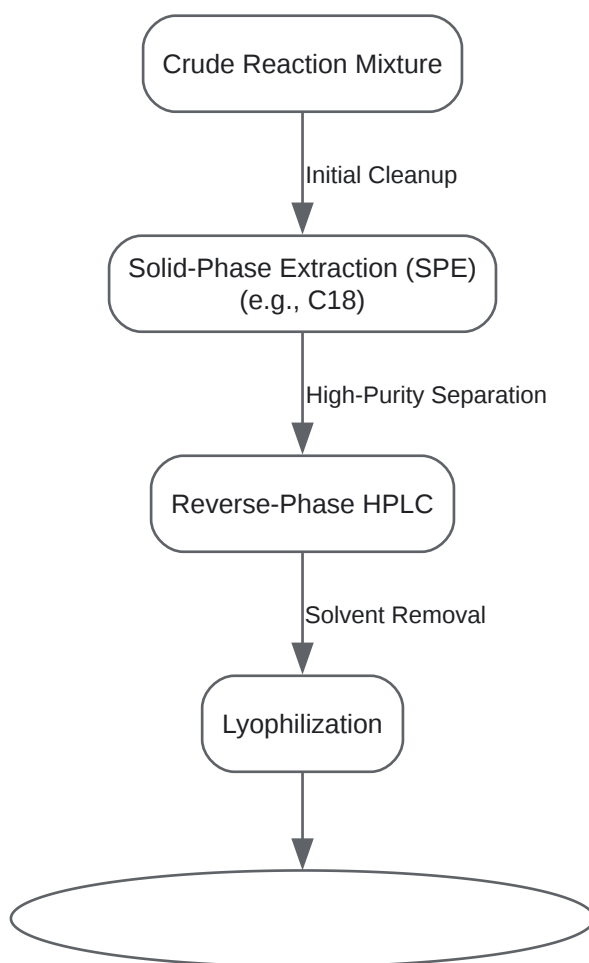 Crude Reaction Mixture
Initial Cleanup
Solid-Phase Extraction (SPE)
(e.g., C18)
High-Purity Separation
Reverse-Phase HPLC
Solvent Removal
Lyophilization